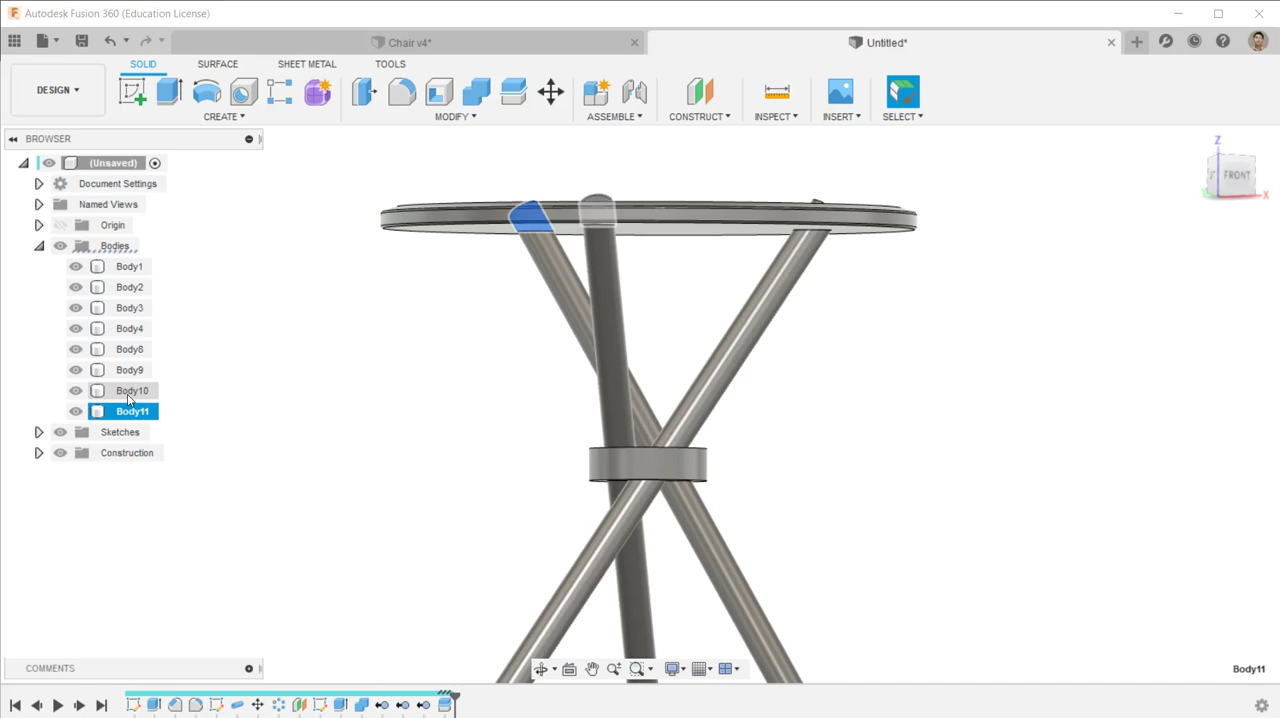 Autodesk Fusion 360 (Education License)
Chair v4*
Untitled*
DESIGN
SOLID
SURFACE
SHEET METAL
TOOLS
CREATE
MODIFY
ASSEMBLE
CONSTRUCT
INSPECT
INSERT
SELECT
BROWSER
(Unsaved)
Document Settings
Named Views
Origin
Bodies
Body1
Body2
Body3
Body4
Body8
Body9
Body10
Body11
Sketches
Construction
Z
FRONT
X
COMMENTS
Body11